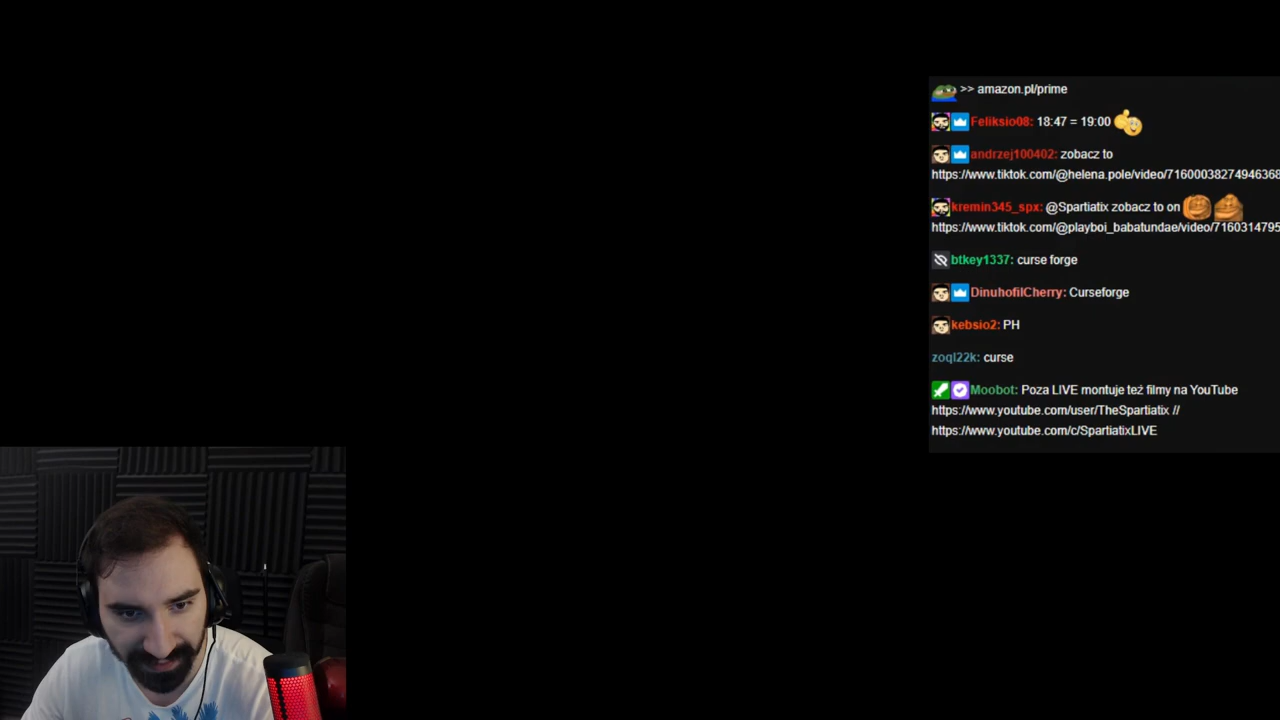 >> amazon.pl/prime
Feliksio08: 18:47 = 19:00
andrzej100402: zobacz to
https://www.tiktok.com/@helena.pole/video/71600038274946368
kremin345_spx: @Spartiatix zobacz to on
https://www.tiktok.com/@playboi_babatundae/video/7160314795
btkey1337: curse forge
DinuhofilCherry: Curseforge
kebsio2: PH
zoql22k: curse
Moobot: Poza LIVE montuje też filmy na YouTube
https://www.youtube.com/user/TheSpartiatix //
https://www.youtube.com/c/SpartiatixLIVE